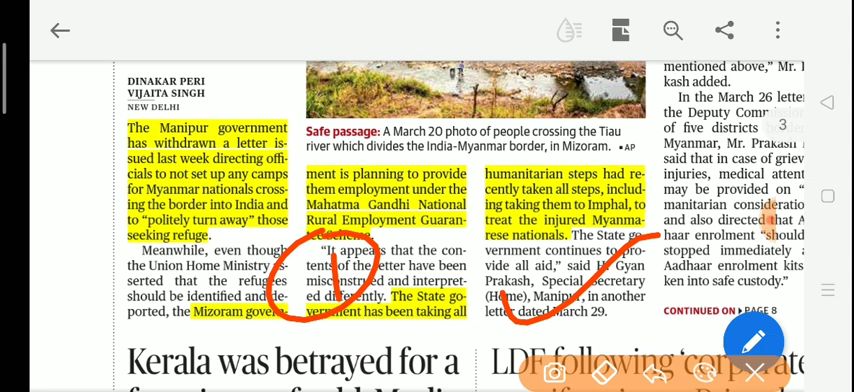 DINAKAR PERI
VIJAITA SINGH
NEW DELHI
The Manipur government
has withdrawn a letter is-
sued last week directing offi-
cials to not set up any camps
for Myanmar nationals cross-
ing the border into India and
to “politely turn away” those
seeking refuge.
Meanwhile, even though
the Union Home Ministry as-
serted that the refugees
should be identified and de-
ported, the Mizoram govern-
Safe passage: A March 20 photo of people crossing the Tiau
river which divides the India-Myanmar border, in Mizoram. ▪AP
ment is planning to provide
them employment under the
Mahatma Gandhi National
Rural Employment Guaran-
Scheme.
“It appears that the con-
tents of the letter have been
misconstrued and interpret-
ed differently. The State go-
vernment has been taking all
humanitarian steps had re-
cently taken all steps, includ-
ing taking them to Imphal, to
treat the injured Myanma-
rese nationals. The State go-
vernment continues to pro-
vide all aid,” said H. Gyan
Prakash, Special Secretary
(Home), Manipur, in another
letter dated March 29.
mentioned above,” Mr.
kash added.
In the March 26 letter
the Deputy
of five districts
Myanmar, Mr. Prakash
said that in case of
injuries, medical
may be provided on
manitarian
and also directed that
haar enrolment “should
stopped immediately
Aadhaar enrolment kits
ken into safe custody.”
CONTINUED ON ▸ PAGE 8
3
Kerala was betrayed for a
LDF following ‘corporate